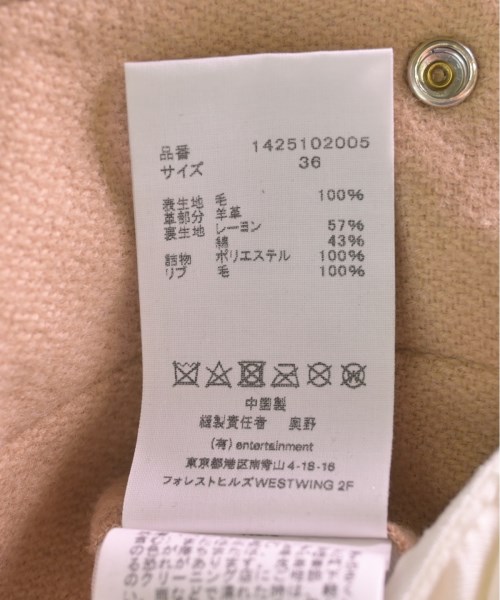 品番 1425102005
サイズ 36
表生地 毛 100%
革部分 羊革
裏生地 レーヨン 57%
綿 43%
詰物 ポリエステル 100%
リブ 毛 100%
中国製
縫製責任者 奥野
(有) entertainment
東京都港区南青山4-18-16
フォレストヒルズWESTWING 2F